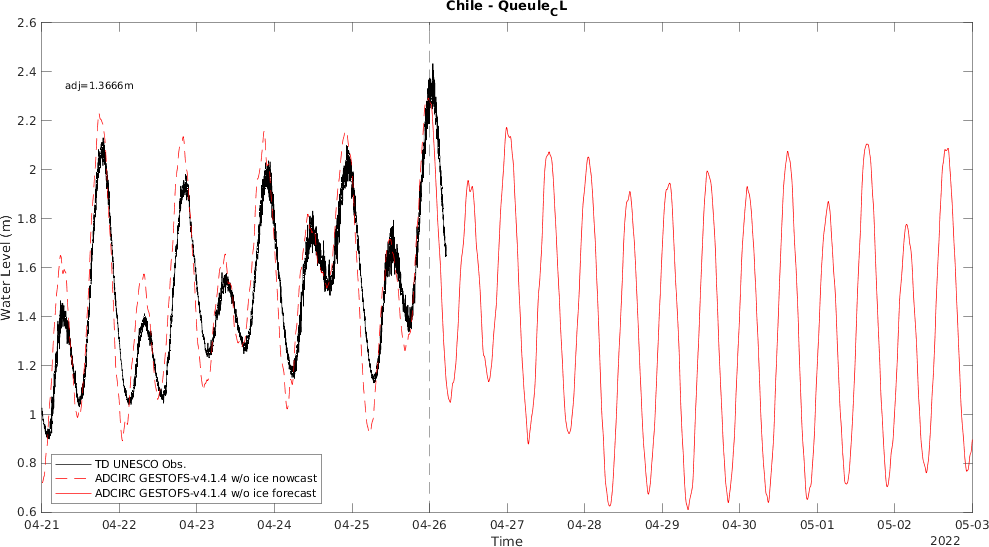 Chile - Queule_CL
adj=1.3666m
Water Level (m)
2.6
2.4
2.2
2
1.8
1.6
1.4
1.2
1
0.8
0.6
TD UNESCO Obs.
ADCIRC GESTOFS-v4.1.4 w/o ice nowcast
ADCIRC GESTOFS-v4.1.4 w/o ice forecast
04-21 04-22 04-23 04-24 04-25 04-26 04-27 04-28 04-29 04-30 05-01 05-02 05-03
Time
2022